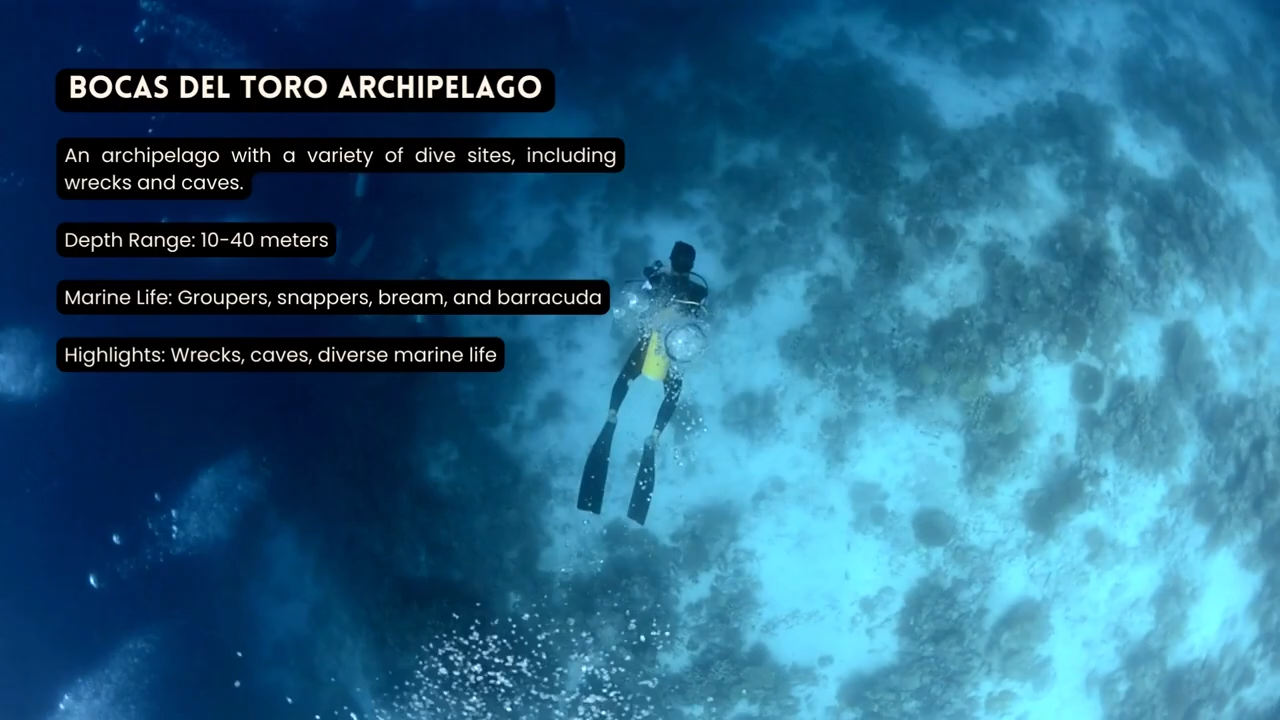 BOCAS DEL TORO ARCHIPELAGO
An archipelago with a variety of dive sites, including
wrecks and caves.
Depth Range: 10-40 meters
Marine Life: Groupers, snappers, bream, and barracuda
Highlights: Wrecks, caves, diverse marine life